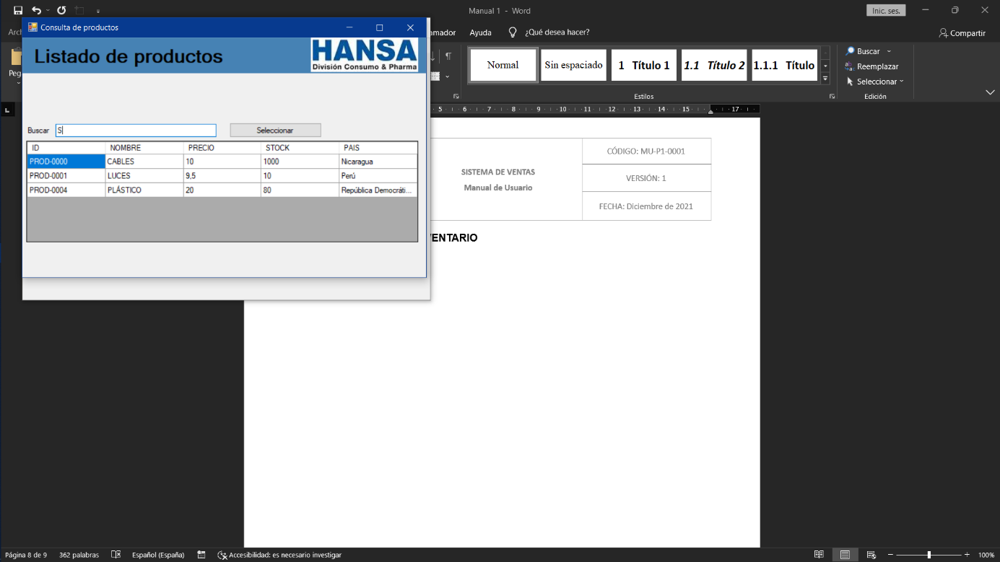 Manual 1 - Word
Inic. ses.
Consulta de productos
Listado de productos
HANSA
División Consumo & Pharma
Arc
amador
Ayuda
¿Qué desea hacer?
Compartir
Peg
Normal
Sin espaciado
1 Título 1
1.1 Título 2
1.1.1 Título
Estilos
Buscar
Reemplazar
Seleccionar
Edición
5 6 7 8 9 10 11 12 13 14 15 17
Buscar S
Seleccionar
ID NOMBRE PRECIO STOCK PAIS
PROD-0000 CABLES 10 1000 Nicaragua
PROD-0001 LUCES 9,5 10 Perú
PROD-0004 PLÁSTICO 20 80 República Democráti...
SISTEMA DE VENTAS
Manual de Usuario
CÓDIGO: MU-P1-0001
VERSIÓN: 1
FECHA: Diciembre de 2021
VENTARIO
Página 8 de 9
362 palabras
Español (España)
Accesibilidad: es necesario investigar
100%